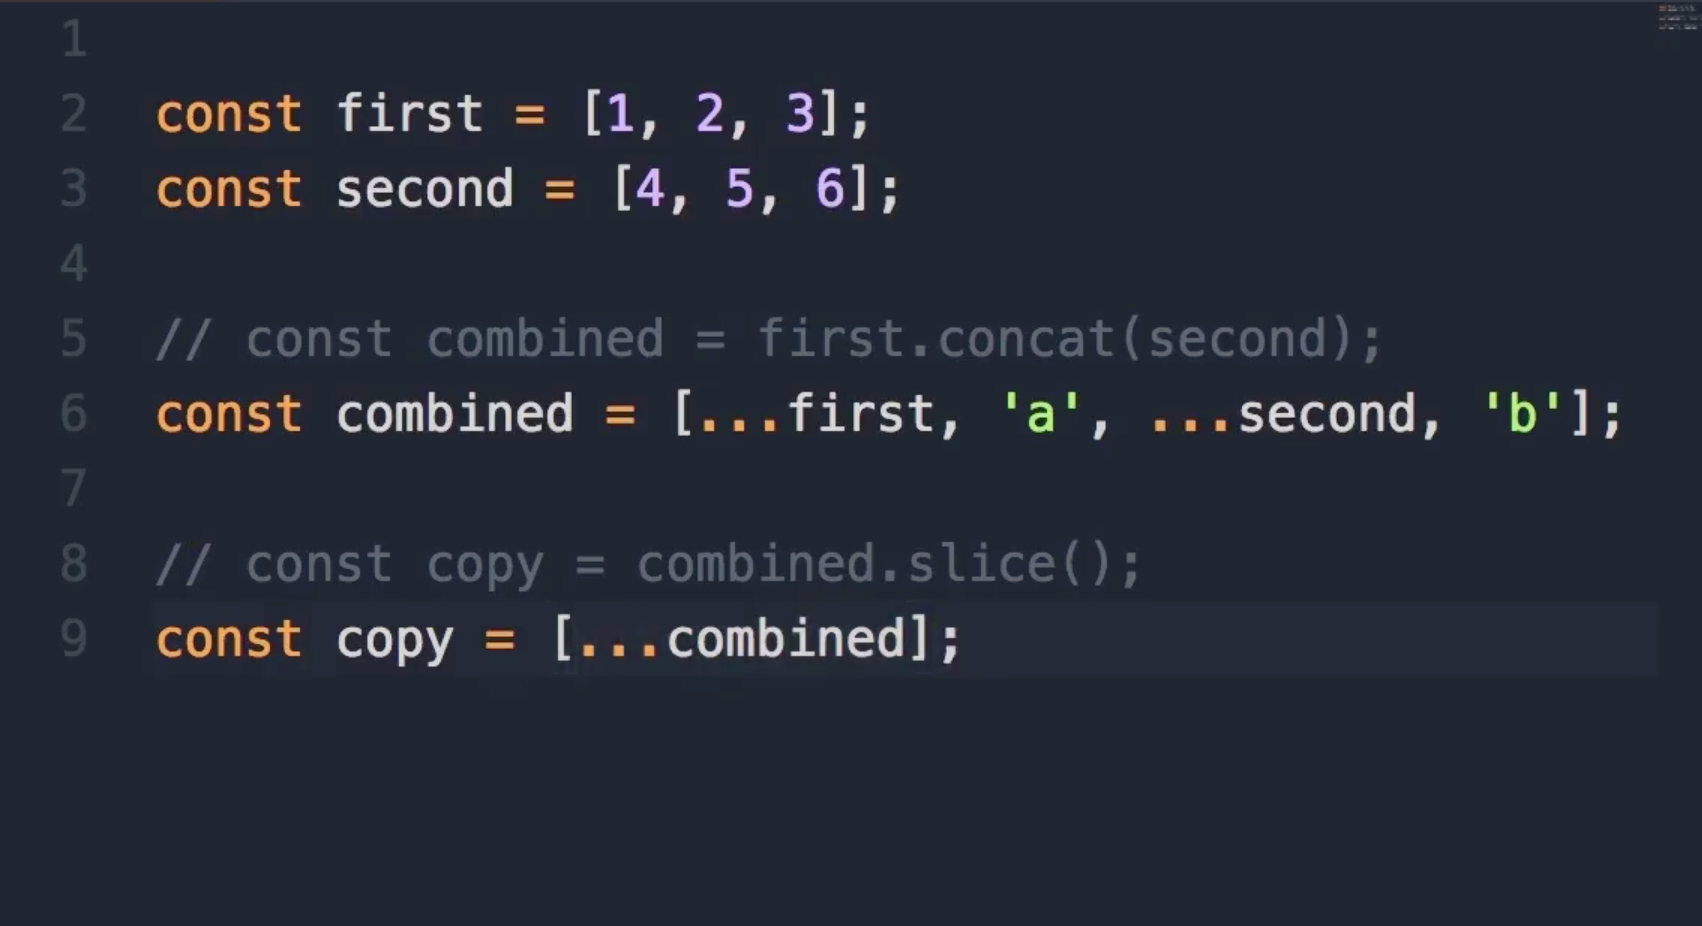 1
2 const first = [1, 2, 3];
3 const second = [4, 5, 6];
4
5 // const combined = first.concat(second);
6 const combined = [...first, 'a', ...second, 'b'];
7
8 // const copy = combined.slice();
9 const copy = [...combined];